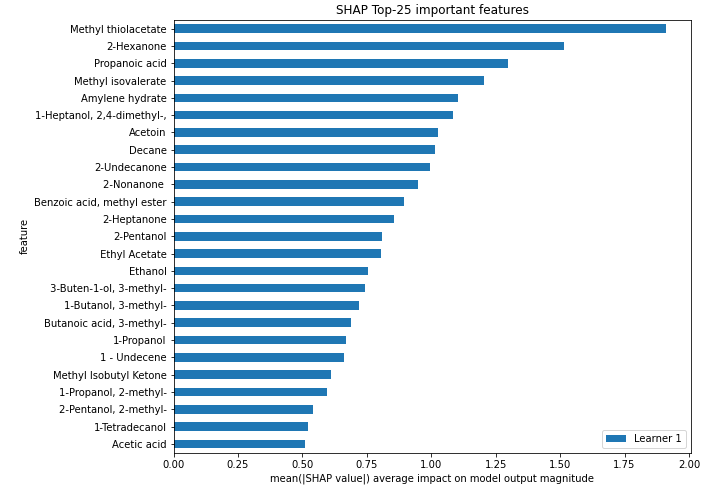 SHAP Top-25 important features
Methyl thiolacetate
2-Hexanone
Propanoic acid
Methyl isovalerate
Amylene hydrate
1-Heptanol, 2,4-dimethyl-,
Acetoin
Decane
2-Undecanone
2-Nonanone
Benzoic acid, methyl ester
2-Heptanone
2-Pentanol
Ethyl Acetate
Ethanol
3-Buten-1-ol, 3-methyl-
1-Butanol, 3-methyl-
Butanoic acid, 3-methyl-
1-Propanol
1 - Undecene
Methyl Isobutyl Ketone
1-Propanol, 2-methyl-
2-Pentanol, 2-methyl-
1-Tetradecanol
Acetic acid
feature
Learner 1
0.00 0.25 0.50 0.75 1.00 1.25 1.50 1.75 2.00
mean(|SHAP value|) average impact on model output magnitude